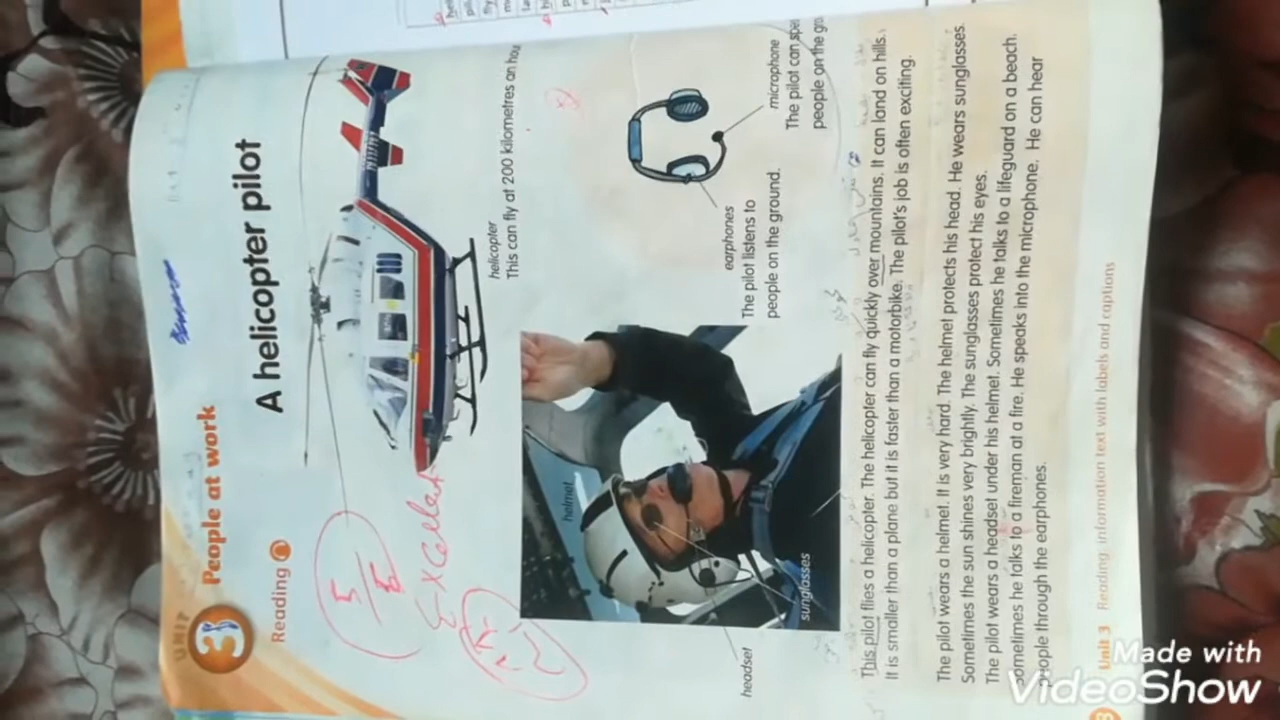 UNIT
3
People at work
Reading
A helicopter pilot
5/5
helicopter
This can fly at 200 kilometres an
helmet
sunglasses
headset
earphones
The pilot listens to
people on the ground.
microphone
The pilot can
people on the
This pilot flies a helicopter. The helicopter can fly quickly over mountains. It can land on hills.
It is smaller than a plane but it is faster than a motorbike. The pilot's job is often exciting.
The pilot wears a helmet. It is very hard. The helmet protects his head. He wears sunglasses.
Sometimes the sun shines very brightly. The sunglasses protect his eyes.
The pilot wears a headset under his helmet. Sometimes he talks to a lifeguard on a beach.
Sometimes he talks to a fireman at a fire. He speaks into the microphone. He can hear
people through the earphones.
Unit 3 Reading: information text with labels and captions
Made with
VideoShow